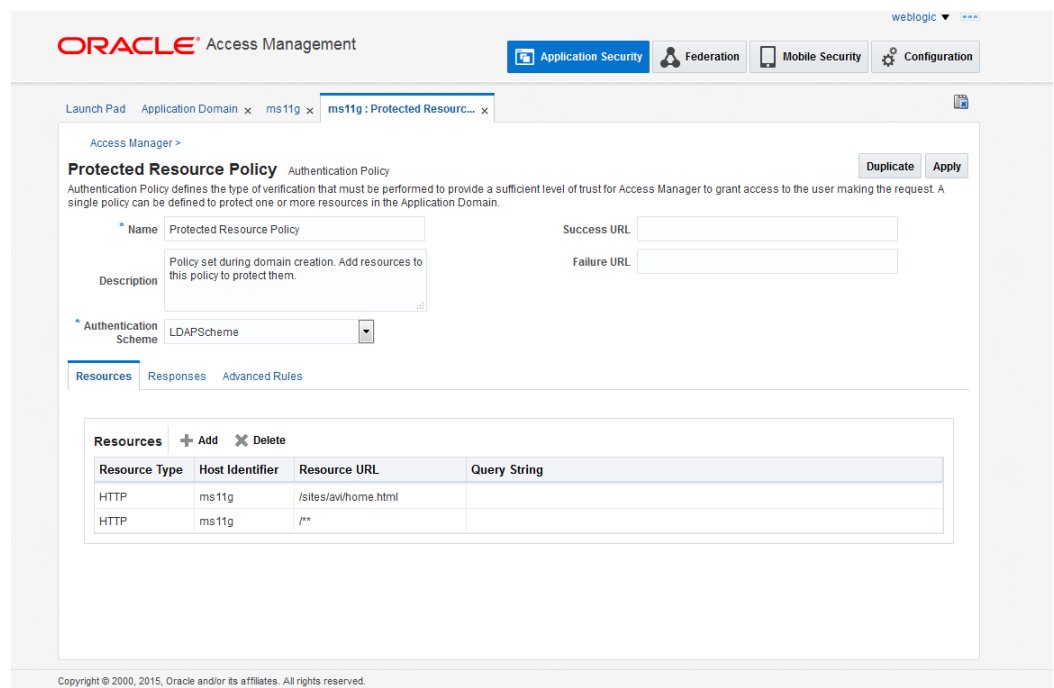 weblogic
ORACLE Access Management
Application Security
Federation
Mobile Security
Configuration
Launch Pad
Application Domain x
ms11g x
ms11g : Protected Resourc... x
Access Manager >
Protected Resource Policy Authentication Policy
Duplicate
Apply
Authentication Policy defines the type of verification that must be performed to provide a sufficient level of trust for Access Manager to grant access to the user making the request. A
single policy can be defined to protect one or more resources in the Application Domain.
* Name Protected Resource Policy
Success URL
Description Policy set during domain creation. Add resources to
this policy to protect them.
Failure URL
* Authentication
Scheme LDAPScheme
Resources Responses Advanced Rules
Resources Add Delete
Resource Type Host Identifier Resource URL Query String
HTTP ms11g /sites/avi/home.html
HTTP ms11g /**
Copyright © 2000, 2015, Oracle and/or its affiliates. All rights reserved.